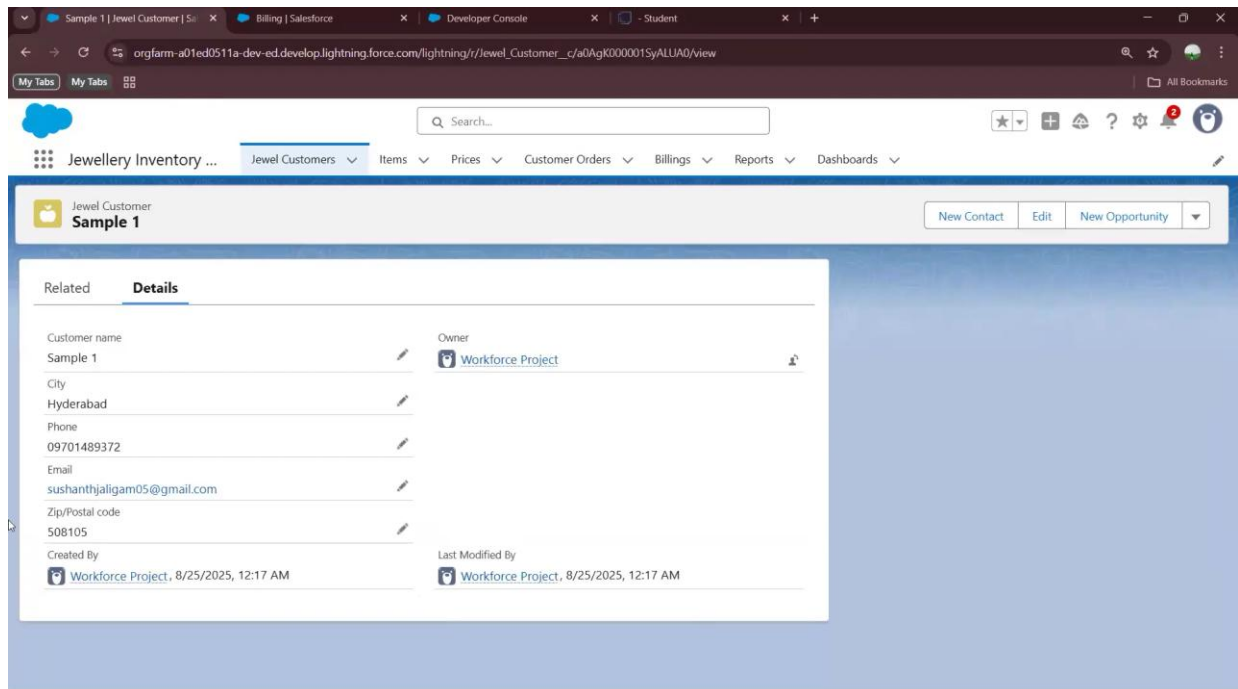 Sample 1 | Jewel Customer | Sa
Billing | Salesforce
Developer Console
- Student
orgfarm-a01ed0511a-dev-ed.develop.lightning.force.com/lightning/r/Jewel_Customer__c/a0AgK000001SyALUA0/view
My Tabs
My Tabs
All Bookmarks
Search...
2
Jewellery Inventory ...
Jewel Customers
Items
Prices
Customer Orders
Billings
Reports
Dashboards
Jewel Customer
Sample 1
New Contact
Edit
New Opportunity
Related
Details
Customer name
Sample 1
Owner
Workforce Project
City
Hyderabad
Phone
09701489372
Email
sushanthjaligam05@gmail.com
Zip/Postal code
508105
Created By
Workforce Project, 8/25/2025, 12:17 AM
Last Modified By
Workforce Project, 8/25/2025, 12:17 AM